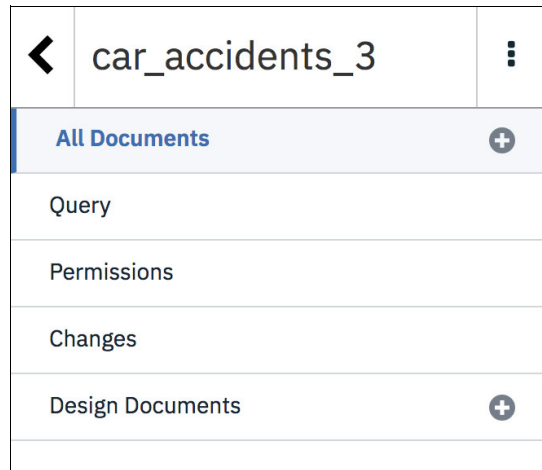 car_accidents_3
All Documents
Query
Permissions
Changes
Design Documents